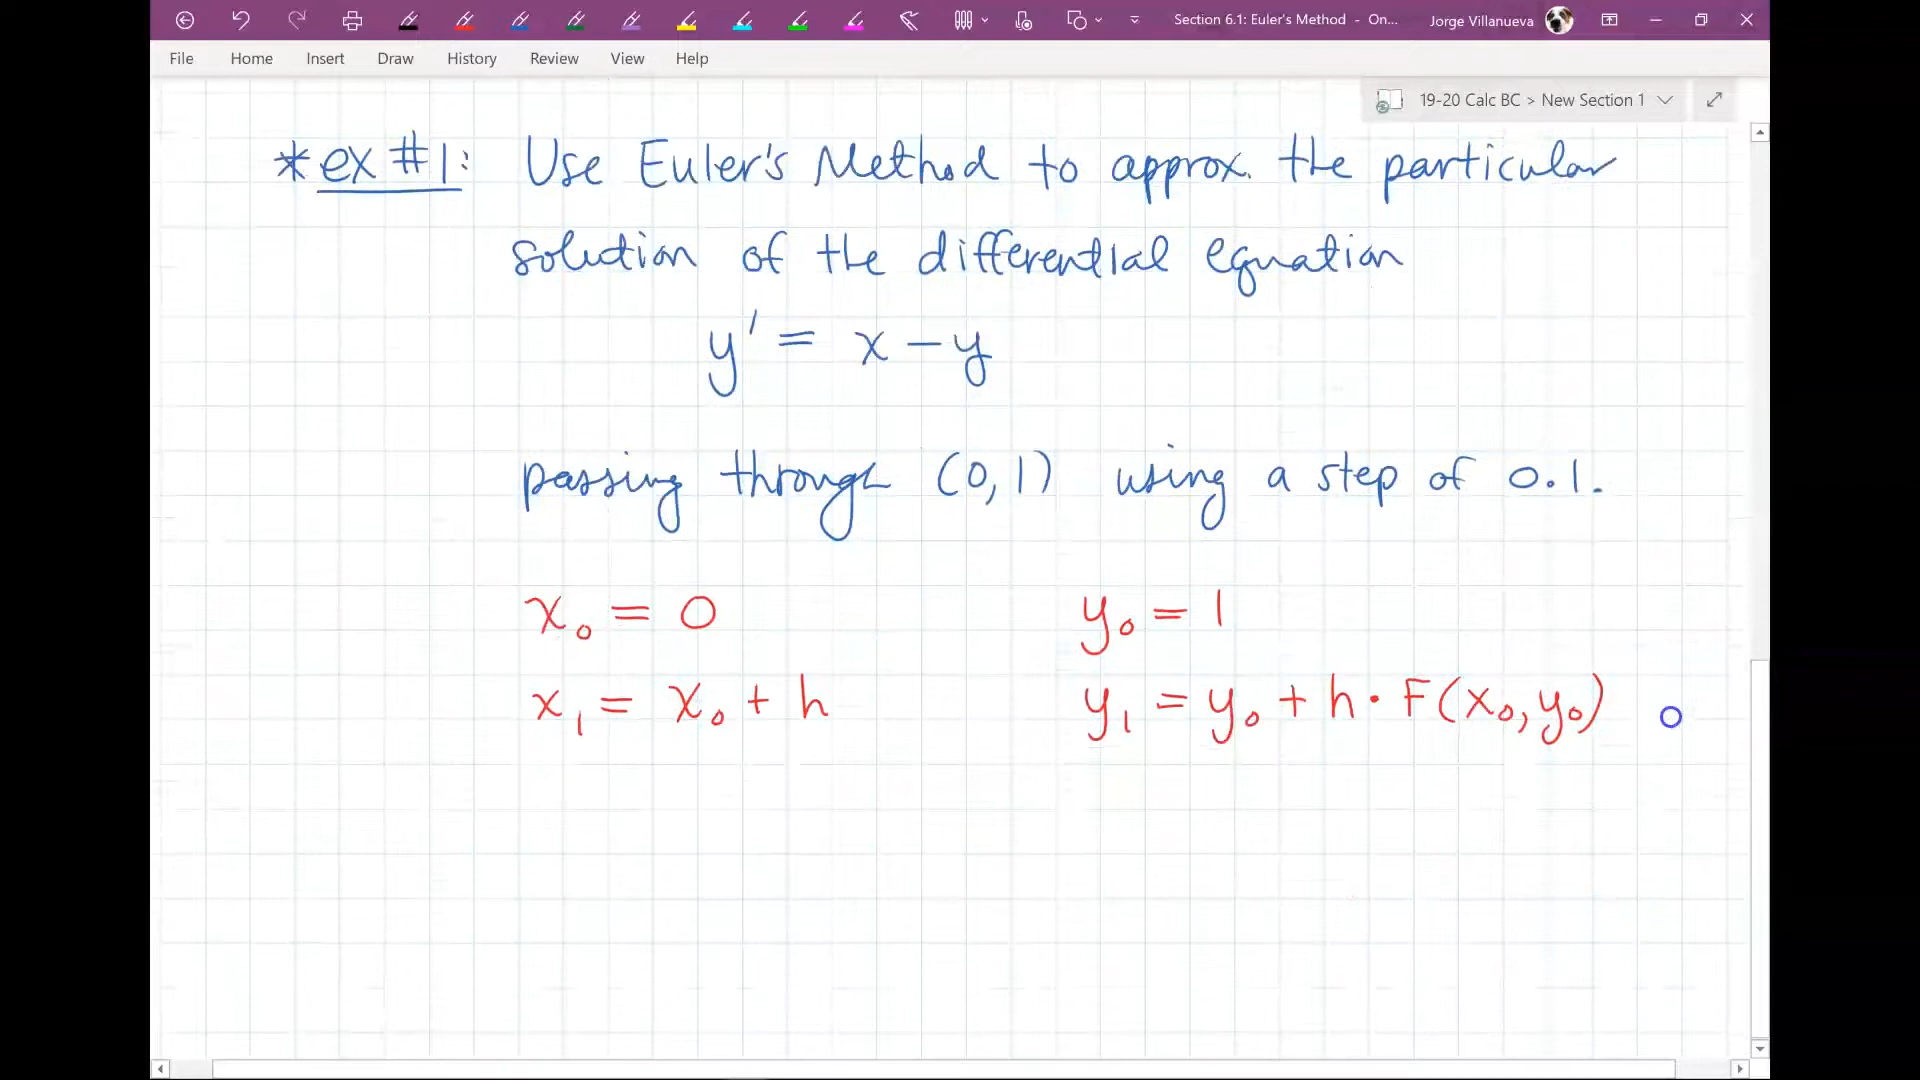 Section 6.1: Euler's Method - On... Jorge Villanueva
File Home Insert Draw History Review View Help
19-20 Calc BC > New Section 1
*ex #1: Use Euler's Method to approx. the particular
solution of the differential equation
y' = x - y
passing through (0,1) using a step of 0.1.
x₀ = 0 y₀ = 1
x₁ = x₀ + h y₁ = y₀ + h · F(x₀, y₀)